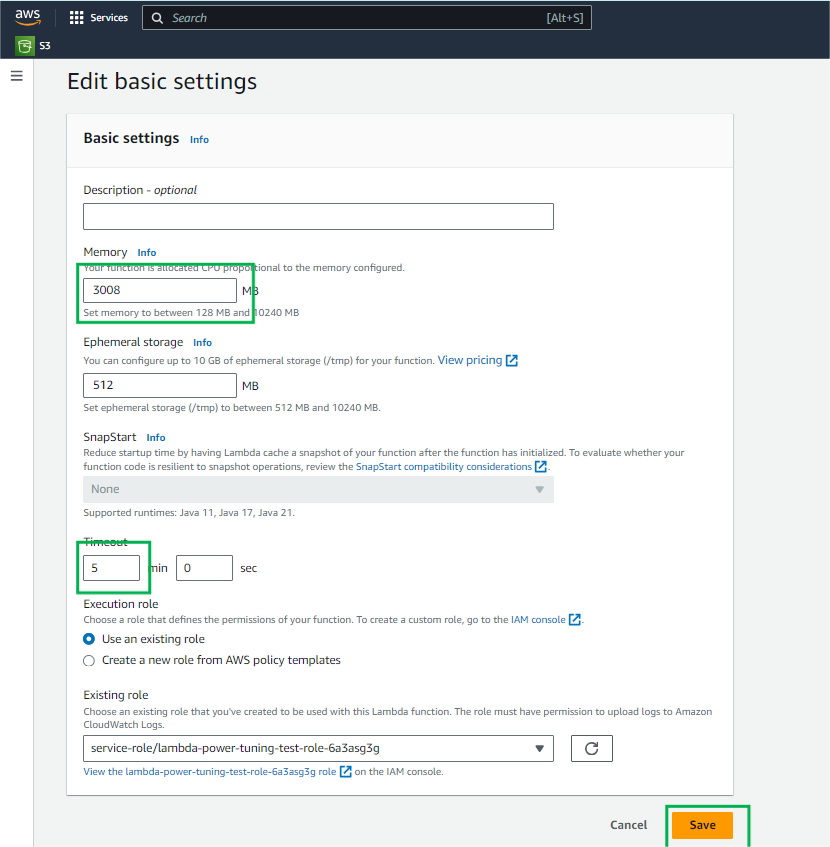 aws
Services
Search
[Alt+S]
S3
Edit basic settings
Basic settings Info
Description - optional
Memory Info
Your function is allocated CPU proportional to the memory configured.
3008 MB
Set memory to between 128 MB and 10240 MB
Ephemeral storage Info
You can configure up to 10 GB of ephemeral storage (/tmp) for your function. View pricing
512 MB
Set ephemeral storage (/tmp) to between 512 MB and 10240 MB.
SnapStart Info
Reduce startup time by having Lambda cache a snapshot of your function after the function has initialized. To evaluate whether your
function code is resilient to snapshot operations, review the SnapStart compatibility considerations.
None
Supported runtimes: Java 11, Java 17, Java 21.
Timeout
5 min 0 sec
Execution role
Choose a role that defines the permissions of your function. To create a custom role, go to the IAM console.
Use an existing role
Create a new role from AWS policy templates
Existing role
Choose an existing role that you've created to be used with this Lambda function. The role must have permission to upload logs to Amazon
CloudWatch Logs.
service-role/lambda-power-tuning-test-role-6a3asg3g
View the lambda-power-tuning-test-role-6a3asg3g role on the IAM console.
Cancel Save